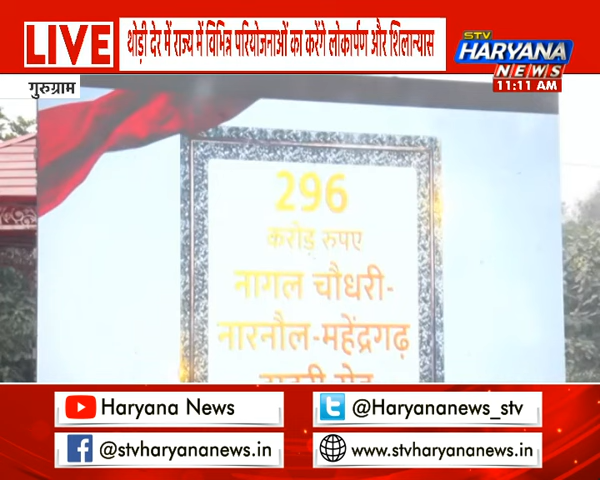 LIVE
थोड़ी देर में राज्य में विभिन्न परियोजनाओं का करेंगे लोकार्पण और शिलान्यास
STV
HARYANA
NEWS
11:11 AM
गुरुग्राम
296
करोड़ रुपए
नागल चौधरी-
नारनौल-महेंद्रगढ़
Haryana News
@Haryananews_stv
@stvharyananews.in
www.stvharyananews.in